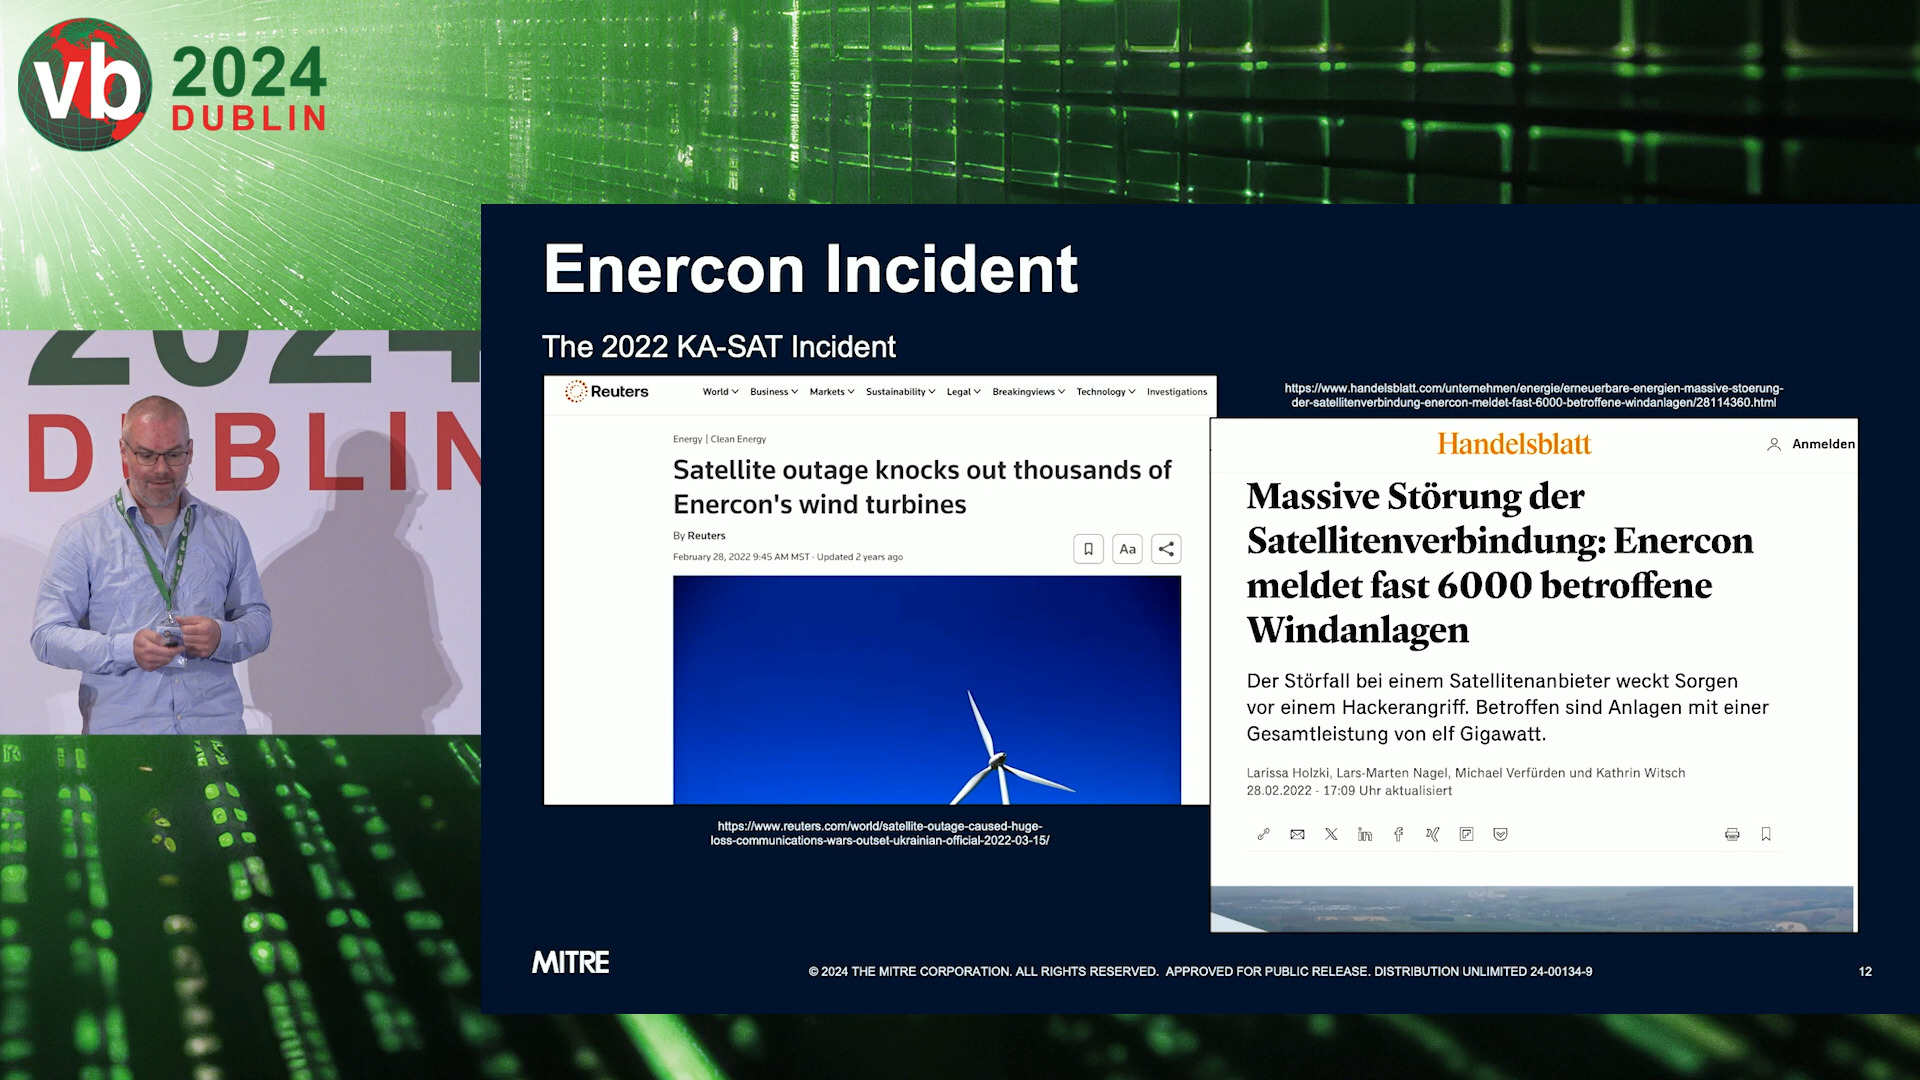 vb
2024
DUBLIN
2024
DUBLIN
Enercon Incident
The 2022 KA-SAT Incident
Reuters
World
Business
Markets
Sustainability
Legal
Breakingviews
Technology
Investigations
Energy | Clean Energy
Satellite outage knocks out thousands of
Enercon's wind turbines
By Reuters
February 28, 2022 9:45 AM MST · Updated 2 years ago
Aa
https://www.reuters.com/world/satellite-outage-caused-huge-
loss-communications-wars-outset-ukrainian-official-2022-03-15/
https://www.handelsblatt.com/unternehmen/energie/erneuerbare-energien-massive-stoerung-
der-satellitenverbindung-enercon-meldet-fast-6000-betroffene-windanlagen/28114360.html
Handelsblatt
Anmelden
Massive Störung der
Satellitenverbindung: Enercon
meldet fast 6000 betroffene
Windanlagen
Der Störfall bei einem Satellitenanbieter weckt Sorgen
vor einem Hackerangriff. Betroffen sind Anlagen mit einer
Gesamtleistung von elf Gigawatt.
Larissa Holzki, Lars-Marten Nagel, Michael Verfürden und Kathrin Witsch
28.02.2022 - 17:09 Uhr aktualisiert
MITRE
© 2024 THE MITRE CORPORATION. ALL RIGHTS RESERVED. APPROVED FOR PUBLIC RELEASE. DISTRIBUTION UNLIMITED 24-00134-9
12